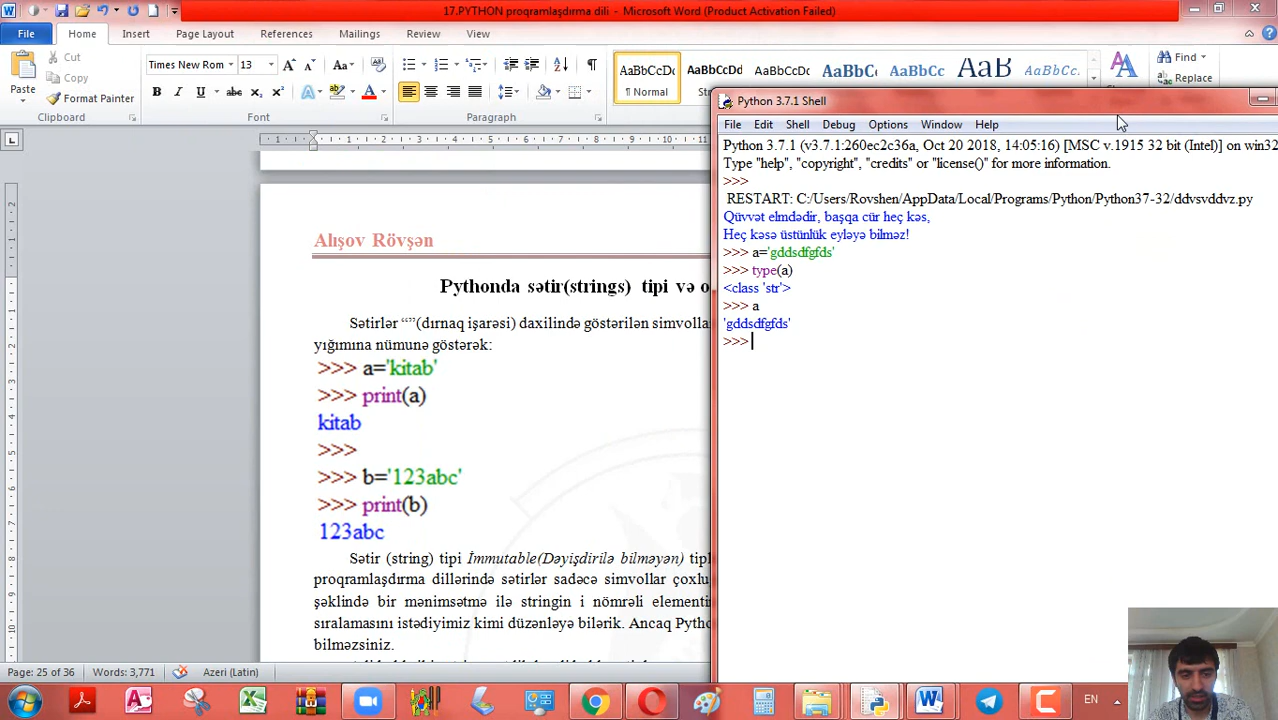 17.PYTHON proqramlaşdırma dili - Microsoft Word (Product Activation Failed)
File Home Insert Page Layout References Mailings Review View
Paste
Cut
Copy
Format Painter
Clipboard
Times New Rom 13
Font
Paragraph
AaBbCcDd
¶ Normal
AaBbCcDd
AaBbCcDd
AaBbCc
AaBbCc
AaB
AaBbCc
Find
Replace
Alışov Rövşən
Pythonda sətir(strings) tipi və o
Sətirlər “”(dırnaq işarəsi) daxilində göstərilən simvolla
yığımına nümunə göstərək:
>>> a='kitab'
>>> print(a)
kitab
>>>
>>> b='123abc'
>>> print(b)
123abc
Sətir (string) tipi İmmutable(Dəyişdirilə bilməyən) tipl
proqramlaşdırma dillərində sətirlər sadəcə simvollar çoxlu
şəklində bir mənimsətmə ilə stringin i nömrəli elementin
sıralamasını istədiyimiz kimi düzənləyə bilərik. Ancaq Pytho
bilməzsiniz.
Python 3.7.1 Shell
File Edit Shell Debug Options Window Help
Python 3.7.1 (v3.7.1:260ec2c36a, Oct 20 2018, 14:05:16) [MSC v.1915 32 bit (Intel)] on win32
Type "help", "copyright", "credits" or "license()" for more information.
>>>
RESTART: C:/Users/Rovshen/AppData/Local/Programs/Python/Python37-32/ddvsvddvz.py
Qüvvət elmdədir, başqa cür heç kəs,
Heç kəsə üstünlük eyləyə bilməz!
>>> a='gddsdfgfds'
>>> type(a)
<class 'str'>
>>> a
'gddsdfgfds'
>>>
Page: 25 of 36 Words: 3,771 Azeri (Latin)
EN